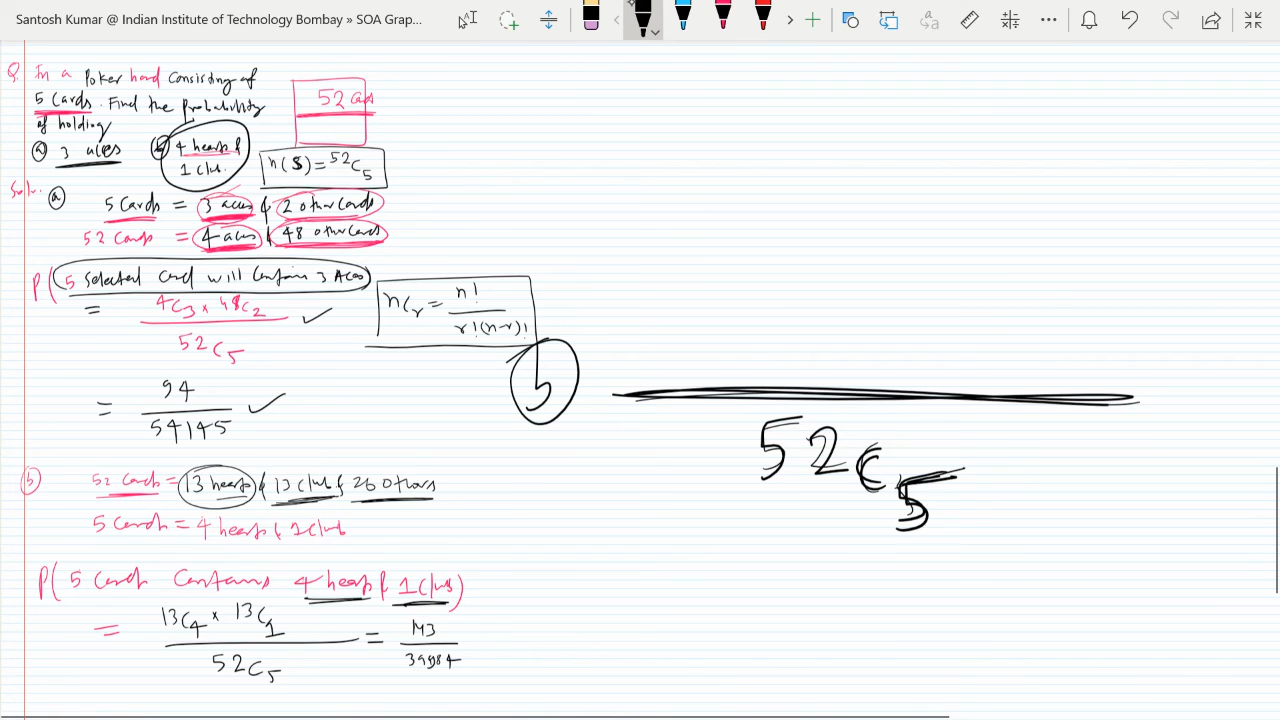 Santosh Kumar @ Indian Institute of Technology Bombay » SOA Grap...
Q. In a Poker hand consisting of
5 Cards. Find the probability
of holding
(a) 3 aces (b) 4 hearts &
1 club.
52 cards
n(S) = 52C5
Soln. (a)
5 Cards = 3 aces & 2 other Cards
52 Cards = 4 aces & 48 other Cards
P(5 Selected card will Contain 3 Aces)
= 4C3 × 48C2
52C5
nCr = n!
r!(n-r)!
= 94
54145
5
52C5
(b) 52 Cards = 13 hearts & 13 club & 26 Others
5 Cards = 4 hearts & 1 Club
P(5 Cards Contains 4 hearts & 1 Club)
= 13C4 × 13C1
52C5
= 143
39984